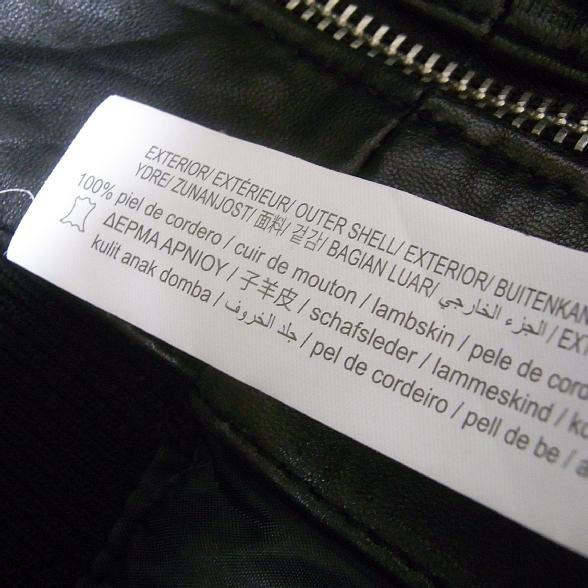 EXTERIOR/ EXTÉRIEUR/ OUTER SHELL/ EXTERIOR/ BUITENKAN
YDRE/ ZUNANJOST/ 面料/ 겉감/ BAGIAN LUAR/ الجزء الخارجي / EXT
100% piel de cordero / cuir de mouton / lambskin / pele de cord
ΔΕΡΜΑ ΑΡΝΙΟΥ / 子羊皮 / schafsleder / lammeskind / ko
kulit anak domba / جلد الخروف / pel de cordeiro / pell de be / a